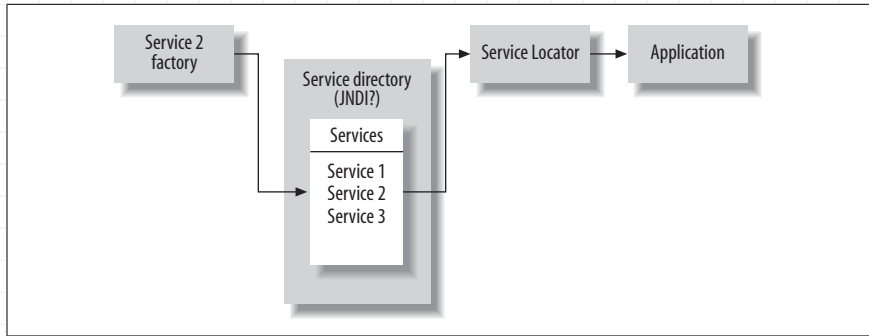 Service 2
factory
Service directory
(JNDI?)
Services
Service 1
Service 2
Service 3
Service Locator
Application